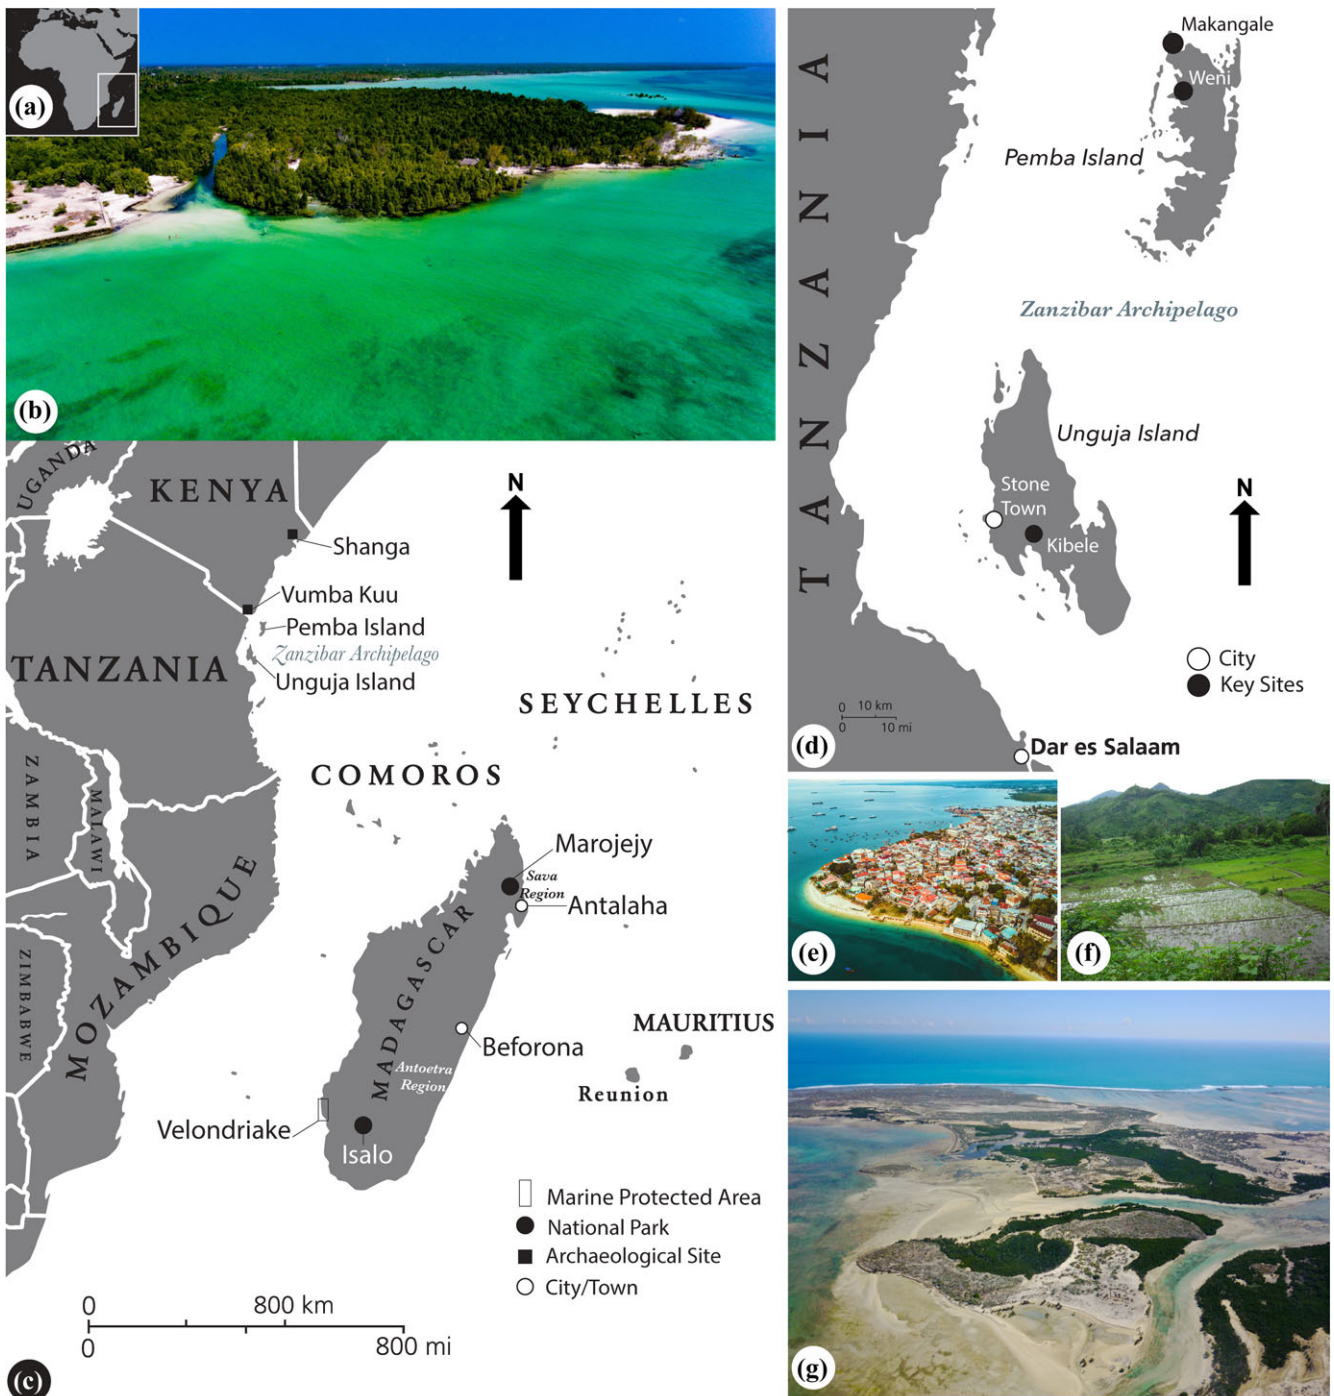 (a)
(b)
UGANDA
KENYA
N
Shanga
Vumba Kuu
Pemba Island
Zanzibar Archipelago
Unguja Island
TANZANIA
SEYCHELLES
COMOROS
ZAMBIA
MALAWI
Marojejy
Sava
Region
Antalaha
MOZAMBIQUE
MADAGASCAR
ZIMBABWE
MAURITIUS
Beforona
Antoetra
Region
Reunion
Velondriake
Isalo
Marine Protected Area
National Park
Archaeological Site
City/Town
0 800 km
0 800 mi
(c)
Makangale
Weni
TANZANIA
Pemba Island
Zanzibar Archipelago
Unguja Island
Stone
Town
Kibele
N
City
Key Sites
0 10 km
0 10 mi
Dar es Salaam
(d)
(e)
(f)
(g)